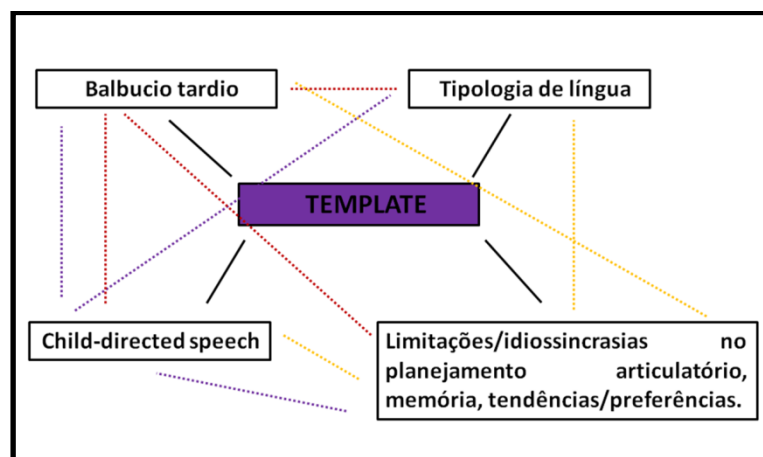 Balbucio tardio
Tipologia de língua
TEMPLATE
Child-directed speech
Limitações/idiossincrasias no
planejamento articulatório,
memória, tendências/preferências.